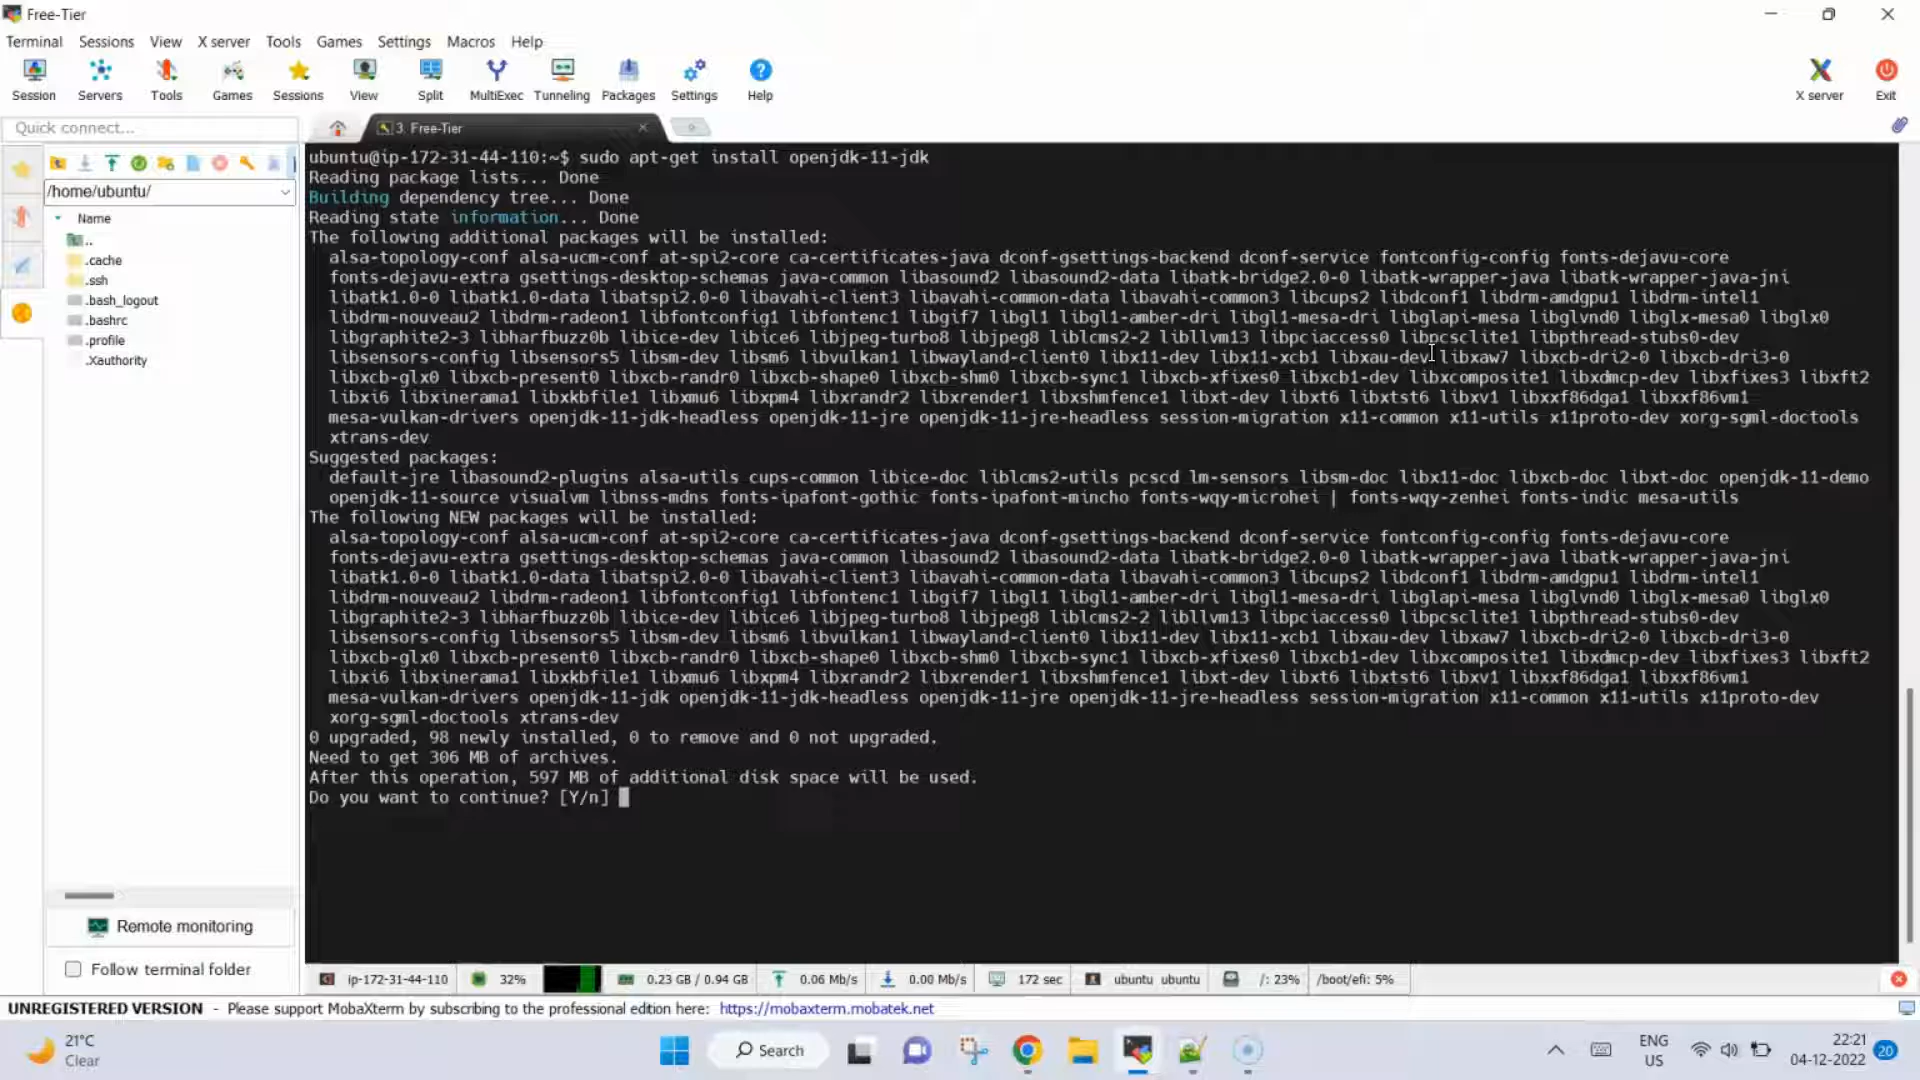 Free-Tier
Terminal Sessions View X server Tools Games Settings Macros Help
Session Servers Tools Games Sessions View Split MultiExec Tunneling Packages Settings Help X server Exit
Quick connect...
3. Free-Tier
/home/ubuntu/
Name
..
.cache
.ssh
.bash_logout
.bashrc
.profile
.Xauthority
Remote monitoring
Follow terminal folder
ubuntu@ip-172-31-44-110:~$ sudo apt-get install openjdk-11-jdk
Reading package lists... Done
Building dependency tree... Done
Reading state information... Done
The following additional packages will be installed:
alsa-topology-conf alsa-ucm-conf at-spi2-core ca-certificates-java dconf-gsettings-backend dconf-service fontconfig-config fonts-dejavu-core
fonts-dejavu-extra gsettings-desktop-schemas java-common libasound2 libasound2-data libatk-bridge2.0-0 libatk-wrapper-java libatk-wrapper-java-jni
libatk1.0-0 libatk1.0-data libatspi2.0-0 libavahi-client3 libavahi-common-data libavahi-common3 libcups2 libdconf1 libdrm-amdgpu1 libdrm-intel1
libdrm-nouveau2 libdrm-radeon1 libfontconfig1 libfontenc1 libgif7 libgl1 libgl1-amber-dri libgl1-mesa-dri libglapi-mesa libglvnd0 libglx-mesa0 libglx0
libgraphite2-3 libharfbuzz0b libice-dev libice6 libjpeg-turbo8 libjpeg8 liblcms2-2 libllvm13 libpciaccess0 libpcsclite1 libpthread-stubs0-dev
libsensors-config libsensors5 libsm-dev libsm6 libvulkan1 libwayland-client0 libx11-dev libx11-xcb1 libxau-dev libxaw7 libxcb-dri2-0 libxcb-dri3-0
libxcb-glx0 libxcb-present0 libxcb-randr0 libxcb-shape0 libxcb-shm0 libxcb-sync1 libxcb-xfixes0 libxcb1-dev libxcomposite1 libxdmcp-dev libxfixes3 libxft2
libxi6 libxinerama1 libxkbfile1 libxmu6 libxpm4 libxrandr2 libxrender1 libxshmfence1 libxt-dev libxt6 libxtst6 libxv1 libxxf86dga1 libxxf86vm1
mesa-vulkan-drivers openjdk-11-jdk-headless openjdk-11-jre openjdk-11-jre-headless session-migration x11-common x11-utils x11proto-dev xorg-sgml-doctools
xtrans-dev
Suggested packages:
default-jre libasound2-plugins alsa-utils cups-common libice-doc liblcms2-utils pcscd lm-sensors libsm-doc libx11-doc libxcb-doc libxt-doc openjdk-11-demo
openjdk-11-source visualvm libnss-mdns fonts-ipafont-gothic fonts-ipafont-mincho fonts-wqy-microhei | fonts-wqy-zenhei fonts-indic mesa-utils
The following NEW packages will be installed:
alsa-topology-conf alsa-ucm-conf at-spi2-core ca-certificates-java dconf-gsettings-backend dconf-service fontconfig-config fonts-dejavu-core
fonts-dejavu-extra gsettings-desktop-schemas java-common libasound2 libasound2-data libatk-bridge2.0-0 libatk-wrapper-java libatk-wrapper-java-jni
libatk1.0-0 libatk1.0-data libatspi2.0-0 libavahi-client3 libavahi-common-data libavahi-common3 libcups2 libdconf1 libdrm-amdgpu1 libdrm-intel1
libdrm-nouveau2 libdrm-radeon1 libfontconfig1 libfontenc1 libgif7 libgl1 libgl1-amber-dri libgl1-mesa-dri libglapi-mesa libglvnd0 libglx-mesa0 libglx0
libgraphite2-3 libharfbuzz0b libice-dev libice6 libjpeg-turbo8 libjpeg8 liblcms2-2 libllvm13 libpciaccess0 libpcsclite1 libpthread-stubs0-dev
libsensors-config libsensors5 libsm-dev libsm6 libvulkan1 libwayland-client0 libx11-dev libx11-xcb1 libxau-dev libxaw7 libxcb-dri2-0 libxcb-dri3-0
libxcb-glx0 libxcb-present0 libxcb-randr0 libxcb-shape0 libxcb-shm0 libxcb-sync1 libxcb-xfixes0 libxcb1-dev libxcomposite1 libxdmcp-dev libxfixes3 libxft2
libxi6 libxinerama1 libxkbfile1 libxmu6 libxpm4 libxrandr2 libxrender1 libxshmfence1 libxt-dev libxt6 libxtst6 libxv1 libxxf86dga1 libxxf86vm1
mesa-vulkan-drivers openjdk-11-jdk openjdk-11-jdk-headless openjdk-11-jre openjdk-11-jre-headless session-migration x11-common x11-utils x11proto-dev
xorg-sgml-doctools xtrans-dev
0 upgraded, 98 newly installed, 0 to remove and 0 not upgraded.
Need to get 306 MB of archives.
After this operation, 597 MB of additional disk space will be used.
Do you want to continue? [Y/n]
ip-172-31-44-110 32% 0.23 GB / 0.94 GB 0.06 Mb/s 0.00 Mb/s 172 sec ubuntu ubuntu /: 23% /boot/efi: 5%
UNREGISTERED VERSION - Please support MobaXterm by subscribing to the professional edition here: https://mobaxterm.mobatek.net
21°C
Clear
Search
ENG
US
22:21
04-12-2022
20